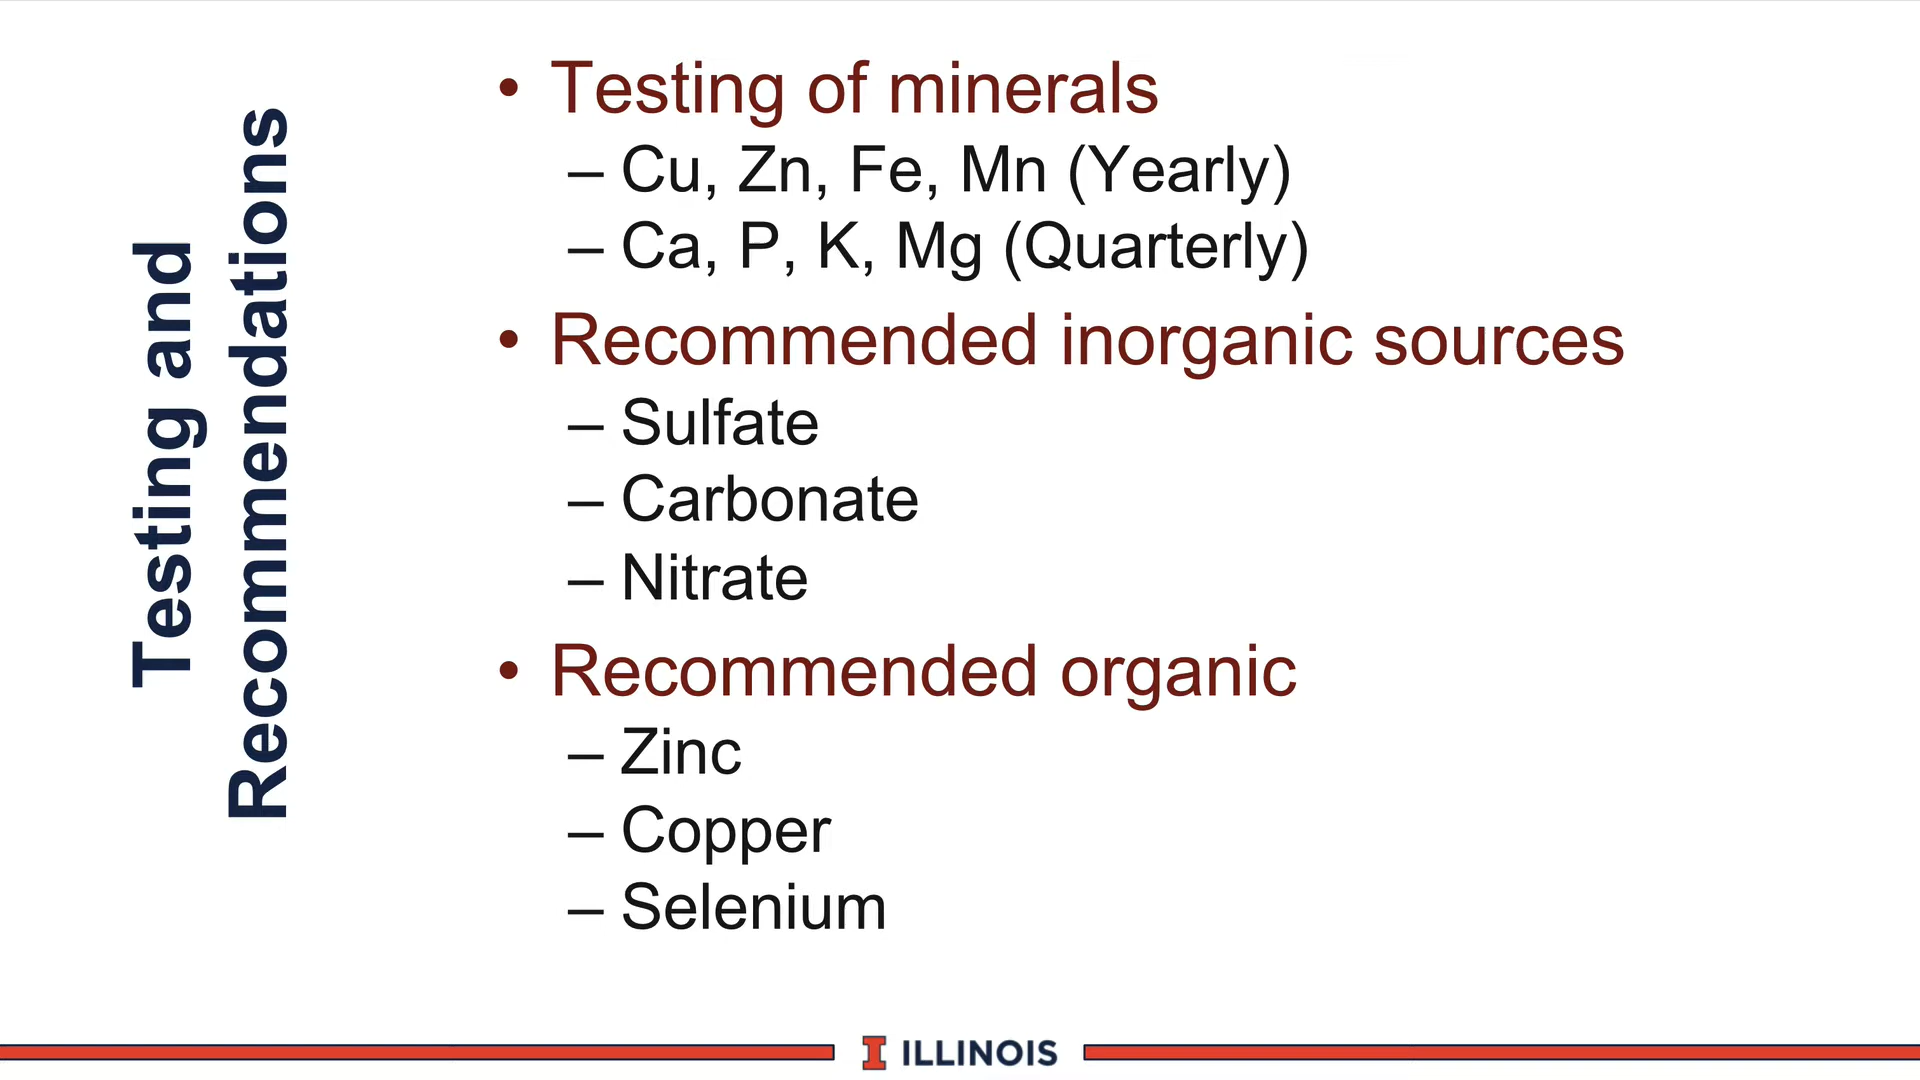 Testing and
Recommendations
• Testing of minerals
– Cu, Zn, Fe, Mn (Yearly)
– Ca, P, K, Mg (Quarterly)
• Recommended inorganic sources
– Sulfate
– Carbonate
– Nitrate
• Recommended organic
– Zinc
– Copper
– Selenium
I ILLINOIS